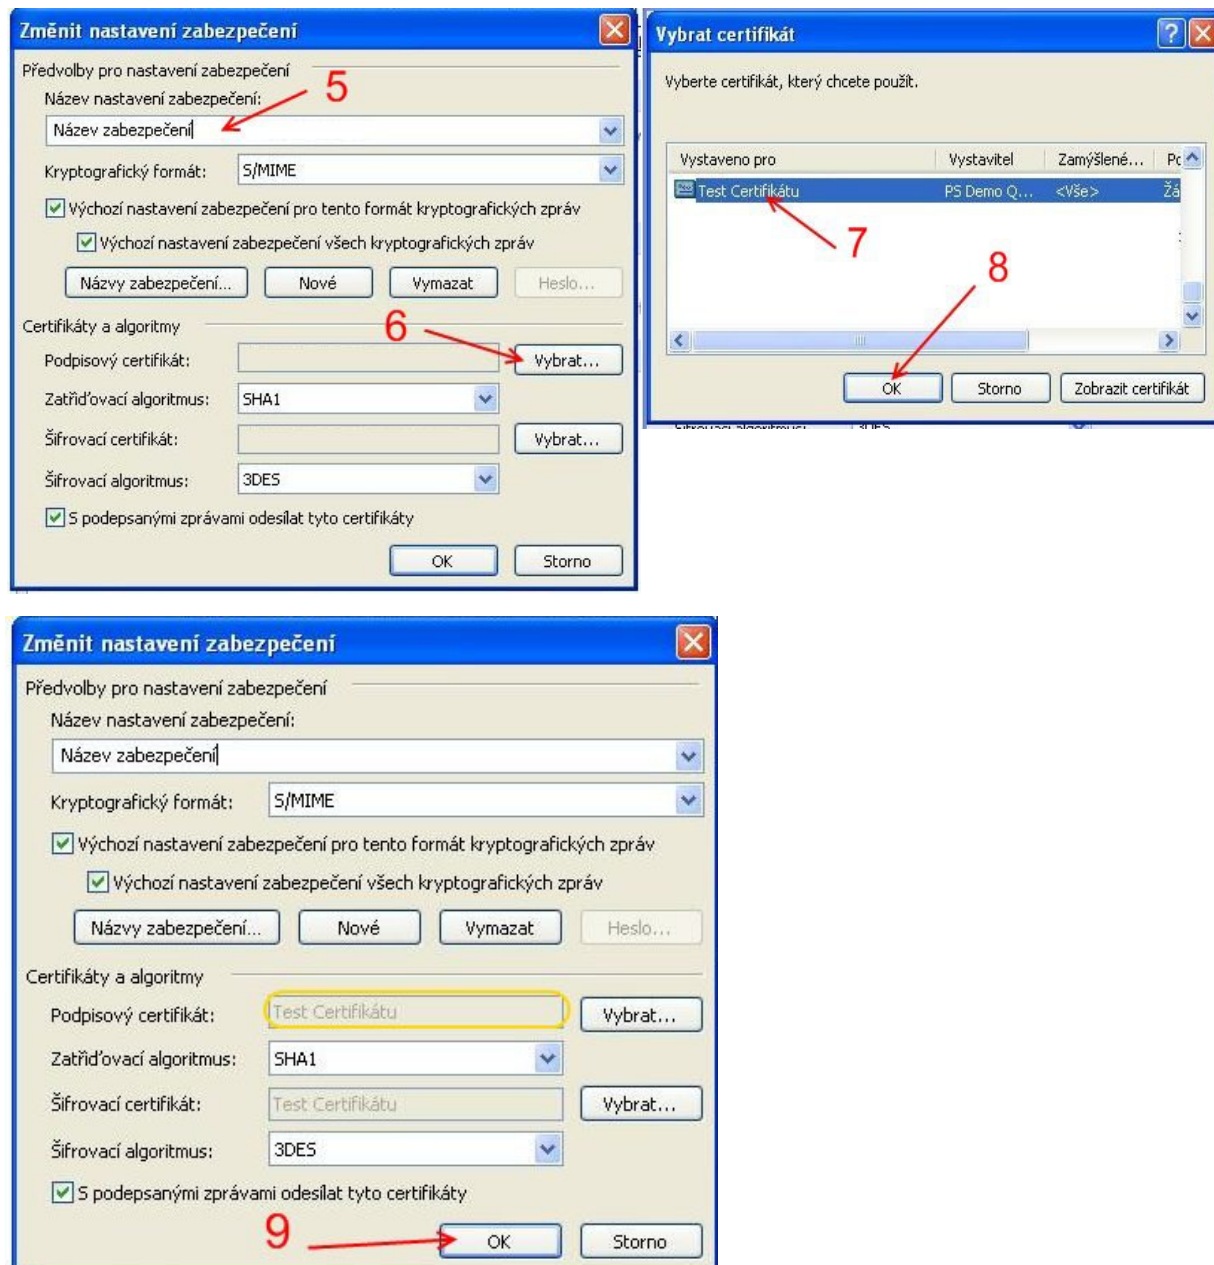 Změnit nastavení zabezpečení
Předvolby pro nastavení zabezpečení
Název nastavení zabezpečení:
5
Název zabezpečení
Kryptografický formát: S/MIME
Výchozí nastavení zabezpečení pro tento formát kryptografických zpráv
Výchozí nastavení zabezpečení všech kryptografických zpráv
Názvy zabezpečení... Nové Vymazat Heslo...
Certifikáty a algoritmy
6
Podpisový certifikát: Vybrat...
Zatřiďovací algoritmus: SHA1
Šifrovací certifikát: Vybrat...
Šifrovací algoritmus: 3DES
S podepsanými zprávami odesílat tyto certifikáty
OK Storno
Vybrat certifikát
Vyberte certifikát, který chcete použít.
Vystaveno pro Vystavitel Zamýšlené...
Test Certifikátu PS Demo Q... <Vše>
7
8
OK Storno Zobrazit certifikát
Změnit nastavení zabezpečení
Předvolby pro nastavení zabezpečení
Název nastavení zabezpečení:
Název zabezpečení
Kryptografický formát: S/MIME
Výchozí nastavení zabezpečení pro tento formát kryptografických zpráv
Výchozí nastavení zabezpečení všech kryptografických zpráv
Názvy zabezpečení... Nové Vymazat Heslo...
Certifikáty a algoritmy
Podpisový certifikát: Test Certifikátu Vybrat...
Zatřiďovací algoritmus: SHA1
Šifrovací certifikát: Test Certifikátu Vybrat...
Šifrovací algoritmus: 3DES
S podepsanými zprávami odesílat tyto certifikáty
9
OK Storno